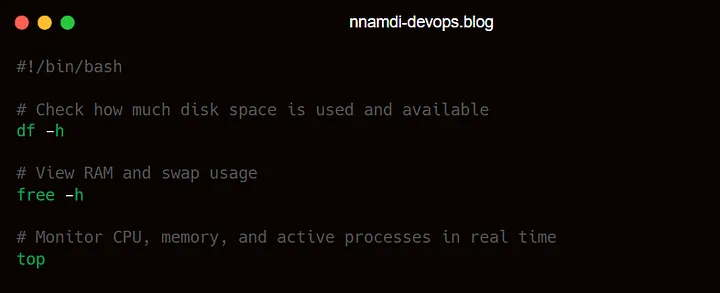 nnamdi-devops.blog
#!/bin/bash
# Check how much disk space is used and available
df -h
# View RAM and swap usage
free -h
# Monitor CPU, memory, and active processes in real time
top